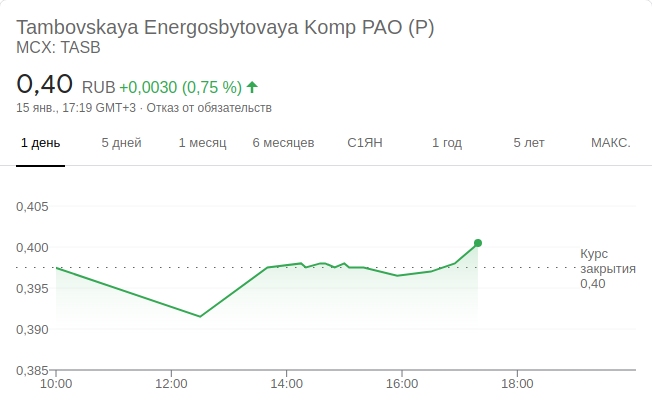 Tambovskaya Energosbytovaya Komp PAO (P)
MCX: TASB
0,40 RUB +0,0030 (0,75 %)
15 янв., 17:19 GMT+3 · Отказ от обязательств
1 день 5 дней 1 месяц 6 месяцев С1ЯН 1 год 5 лет МАКС.
0,405
0,400
Курс
закрытия
0,40
0,395
0,390
0,385
10:00 12:00 14:00 16:00 18:00